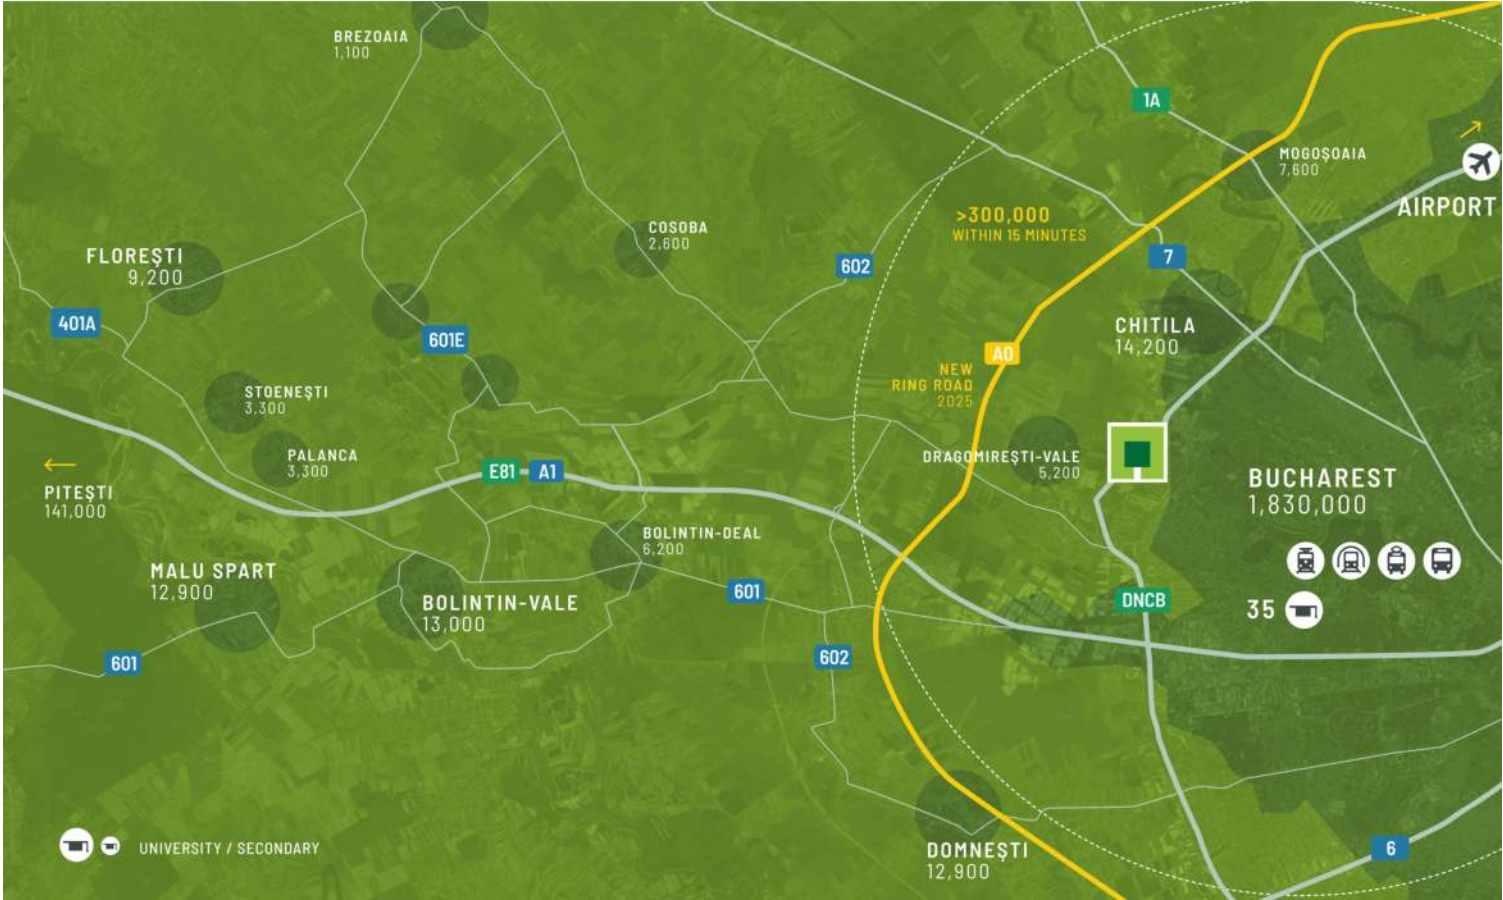 BREZOAIA
1,100
1A
MOGOȘOAIA
7,600
AIRPORT
COSOBA
2,600
>300,000
WITHIN 15 MINUTES
FLOREȘTI
9,200
602
7
401A
601E
CHITILA
14,200
A0
NEW
RING ROAD
2025
STOENEȘTI
3,300
PALANCA
3,300
E81
A1
DRAGOMIREȘTI-VALE
5,200
BUCHAREST
1,830,000
PITEȘTI
141,000
BOLINTIN-DEAL
6,200
MALU SPART
12,900
BOLINTIN-VALE
13,000
601
DNCB
35
601
602
UNIVERSITY / SECONDARY
DOMNEȘTI
12,900
6